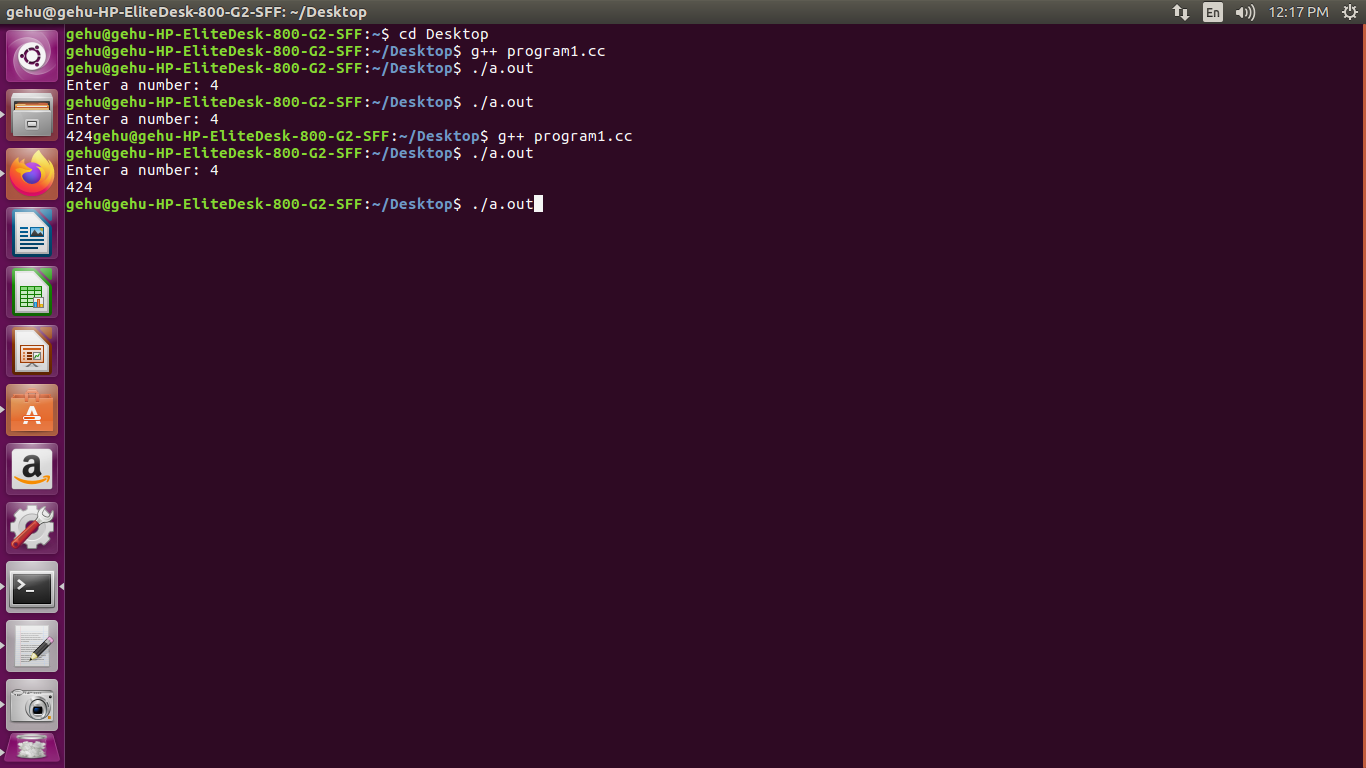 gehu@gehu-HP-EliteDesk-800-G2-SFF: ~/Desktop
En
12:17 PM
gehu@gehu-HP-EliteDesk-800-G2-SFF:~$ cd Desktop
gehu@gehu-HP-EliteDesk-800-G2-SFF:~/Desktop$ g++ program1.cc
gehu@gehu-HP-EliteDesk-800-G2-SFF:~/Desktop$ ./a.out
Enter a number: 4
gehu@gehu-HP-EliteDesk-800-G2-SFF:~/Desktop$ ./a.out
Enter a number: 4
424gehu@gehu-HP-EliteDesk-800-G2-SFF:~/Desktop$ g++ program1.cc
gehu@gehu-HP-EliteDesk-800-G2-SFF:~/Desktop$ ./a.out
Enter a number: 4
424
gehu@gehu-HP-EliteDesk-800-G2-SFF:~/Desktop$ ./a.out